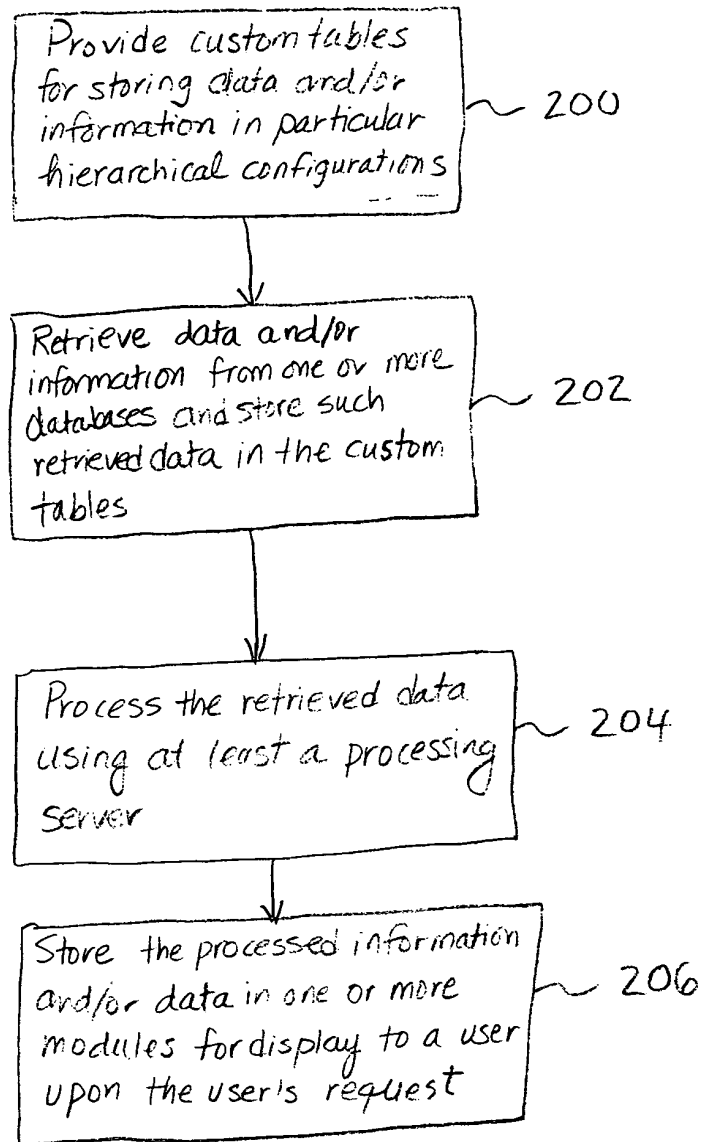 Provide custom tables
for storing data and/or
information in particular
hierarchical configurations
200
Retrieve data and/or
information from one or more
databases and store such
retrieved data in the custom
tables
202
Process the retrieved data
using at least a processing
server
204
Store the processed information
and/or data in one or more
modules for display to a user
upon the user's request
206